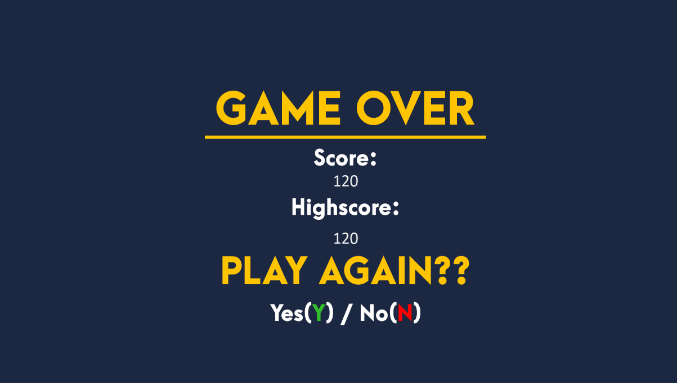 GAME OVER
Score:
120
Highscore:
120
PLAY AGAIN??
Yes(Y) / No(N)